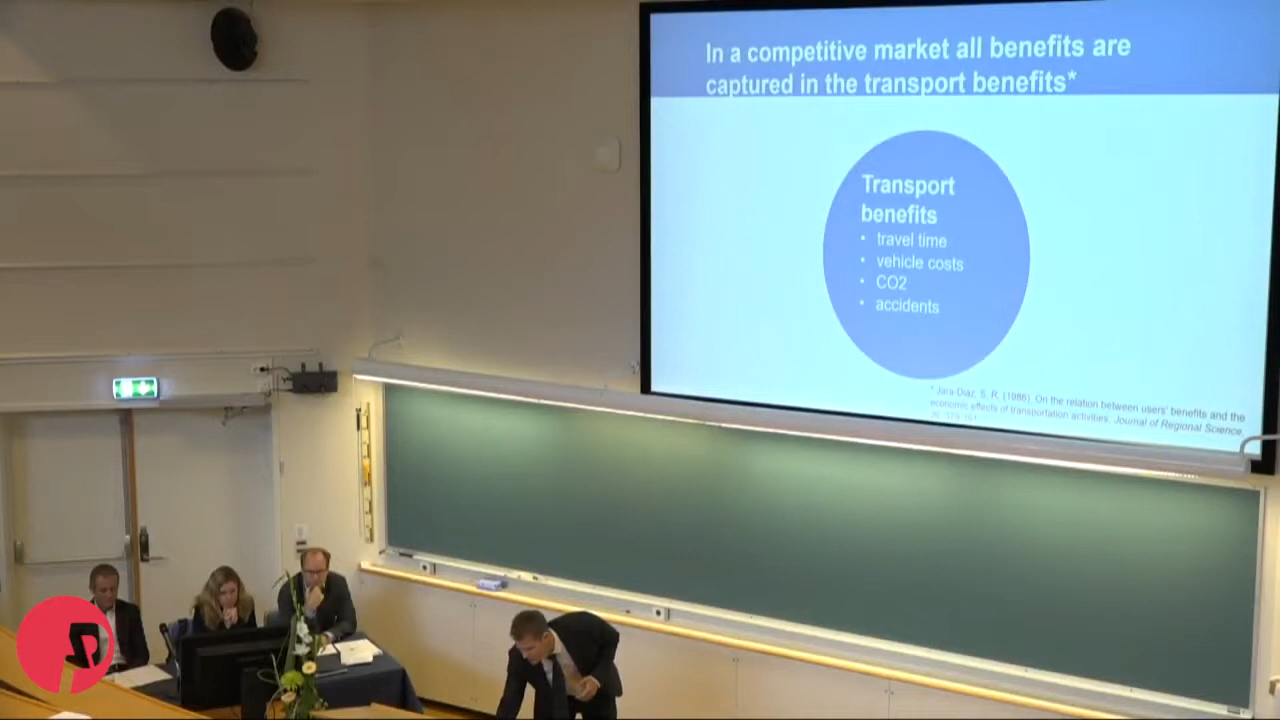 In a competitive market all benefits are
captured in the transport benefits*
Transport
benefits
• travel time
• vehicle costs
• CO2
• accidents
* Jara-Diaz, S. R. (1986). On the relation between users' benefits and the
economic effects of transportation activities. Journal of Regional Science,